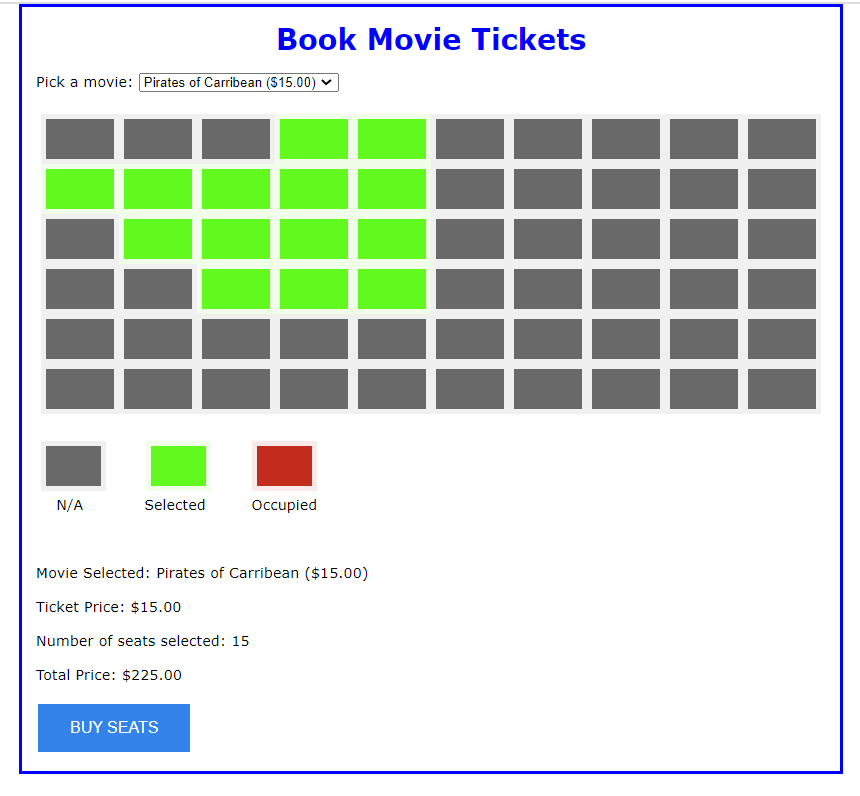 Book Movie Tickets
Pick a movie: Pirates of Carribean ($15.00)
N/A Selected Occupied
Movie Selected: Pirates of Carribean ($15.00)
Ticket Price: $15.00
Number of seats selected: 15
Total Price: $225.00
BUY SEATS